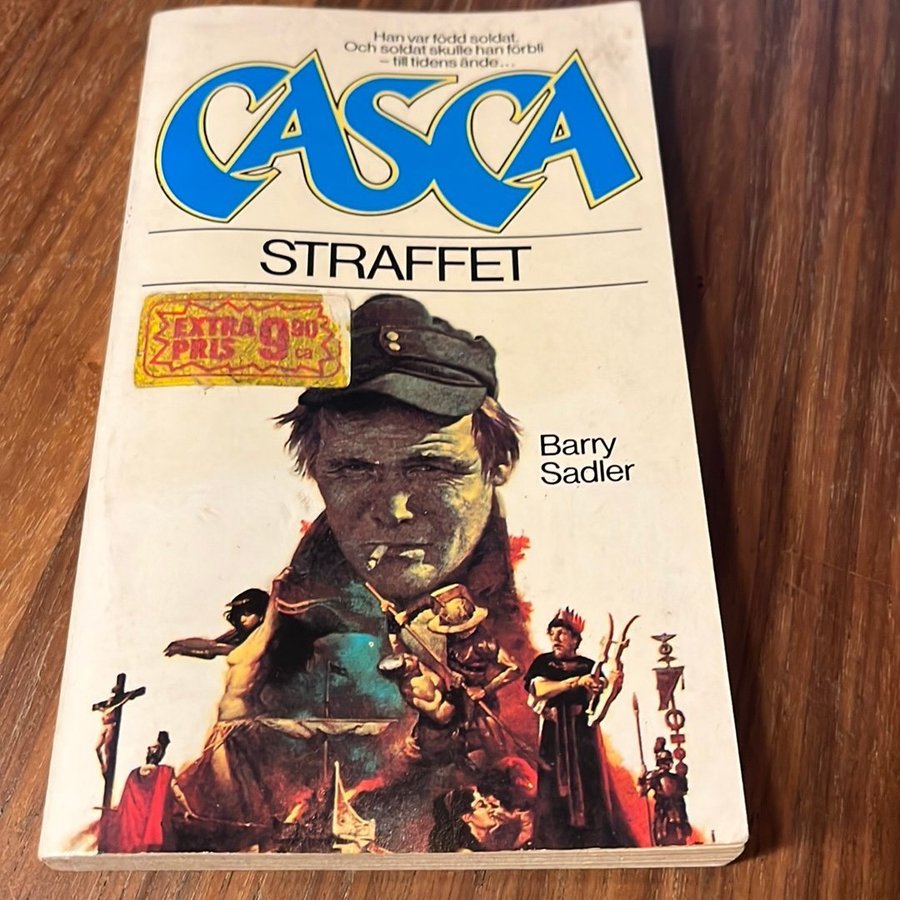 Han var född soldat.
Och soldat skulle han förbli
– till tidens ände...
CASCA
STRAFFET
EXTRA
PRIS 9 90
ca
Barry
Sadler